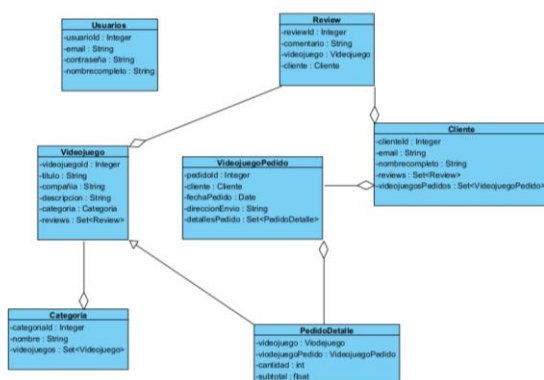 Usuarios
-usuarioId : Integer
-email : String
-contraseña : String
-nombrecompleto : String
Review
-reviewId : Integer
-comentario : String
-videojuego : Videojuego
-cliente : Cliente
Videojuego
-videojuegoId : Integer
-titulo : String
-compañia : String
-descripcion : String
-categoria : Categoria
-reviews : Set<Review>
VideojuegoPedido
-pedidoId : Integer
-cliente : Cliente
-fechaPedido : Date
-direccionEnvio : String
-detallesPedido : Set<PedidoDetalle>
Cliente
-clienteId : Integer
-email : String
-nombrecompleto : String
-reviews : Set<Review>
-videojuegosPedidos : Set<VideojuegoPedido>
Categoria
-categoriaId : Integer
-nombre : String
-videojuegos : Set<Videojuego>
PedidoDetalle
-videojuego : Viodejuego
-viodejuegoPedido : VideojuegoPedido
-cantidad : int
-subtotal : float